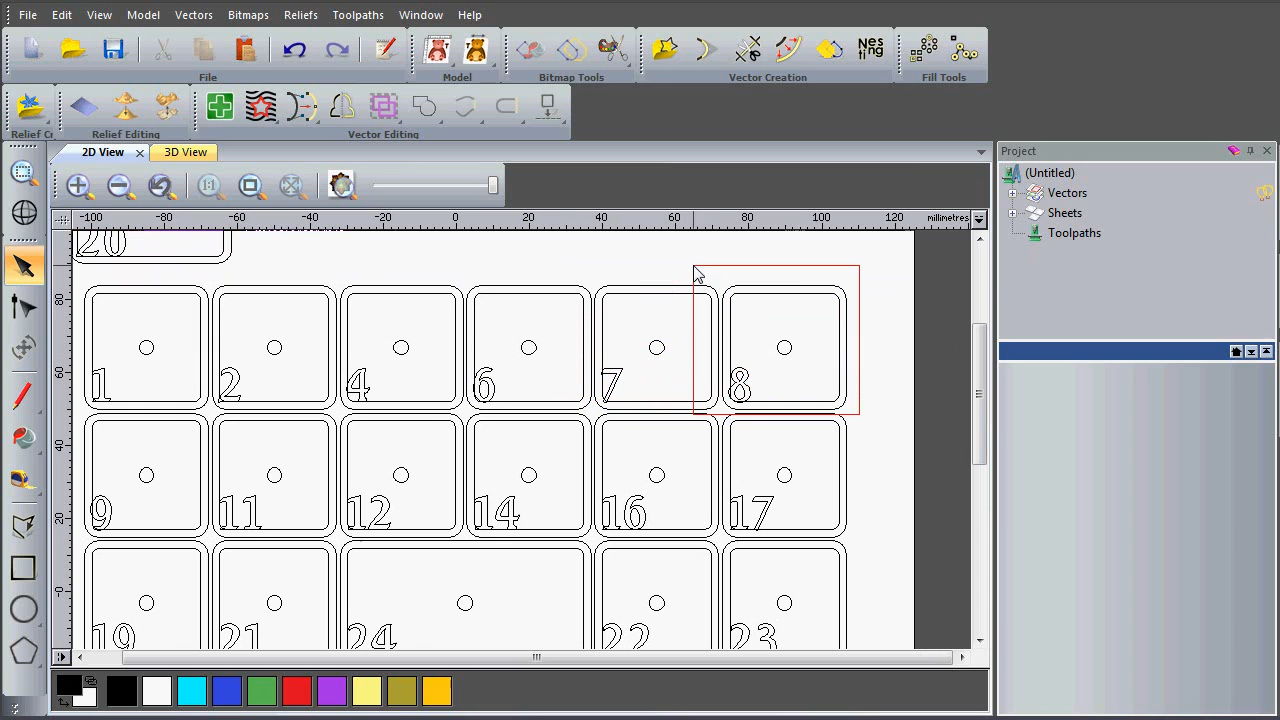 File Edit View Model Vectors Bitmaps Reliefs Toolpaths Window Help
Nes ting
File Model Bitmap Tools Vector Creation Fill Tools
Relief Cr Relief Editing Vector Editing
2D View 3D View
Project
1:1
(Untitled)
Vectors
Sheets
Toolpaths
-100 -80 -60 -40 -20 0 20 40 60 80 100 120 millimetres
20
80
1 2 4 6 7 8
60
40
9 11 12 14 16 17
20
-0
19 21 24 22 23